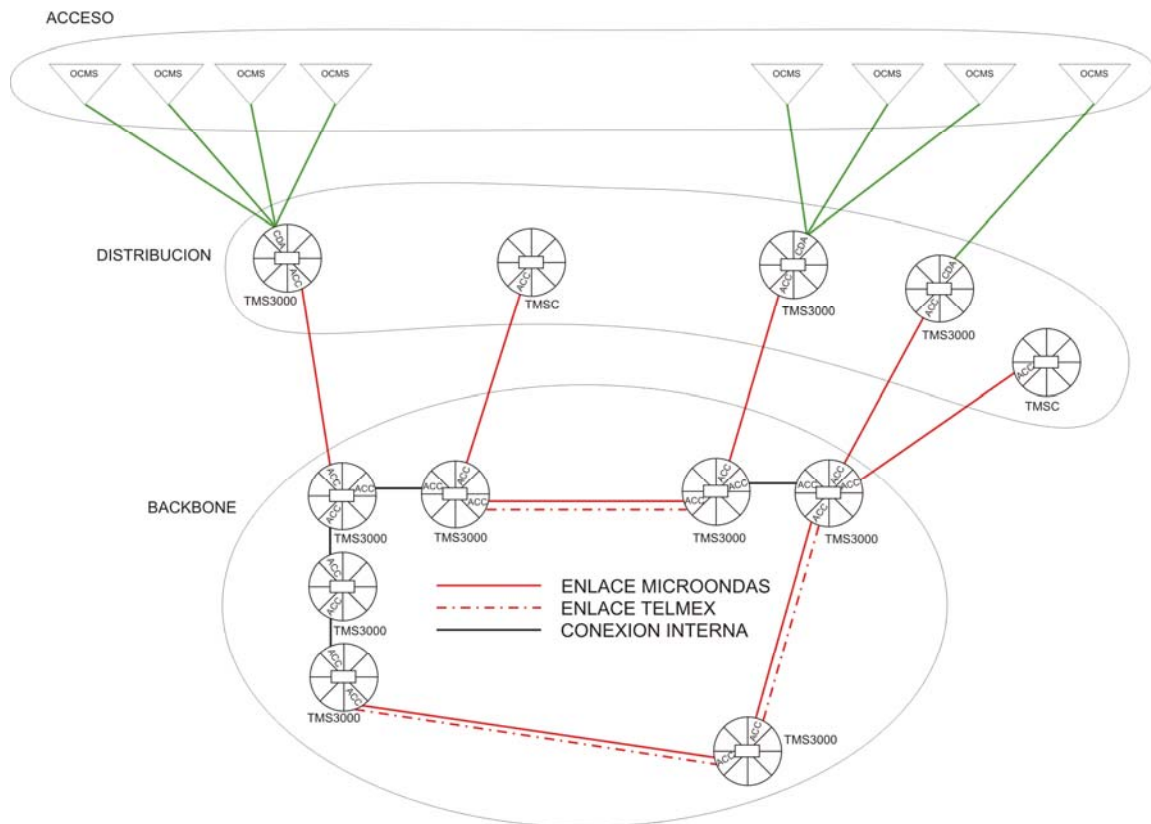 ACCESO
OCMS OCMS OCMS OCMS OCMS OCMS OCMS OCMS
CDA
ACC
TMS3000
DISTRIBUCION
ACC
TMSC
CDA
ACC
TMS3000
CDA
ACC
TMS3000
ACC
TMSC
BACKBONE
ACC
ACC
ACC
TMS3000
ACC
ACC
ACC
TMS3000
ACC
ACC
ACC
TMS3000
ACC
ACC
ACC
ACC
TMS3000
ACC
ACC
TMS3000
ACC
ACC
TMS3000
ENLACE MICROONDAS
ENLACE TELMEX
CONEXION INTERNA
ACC
ACC
TMS3000